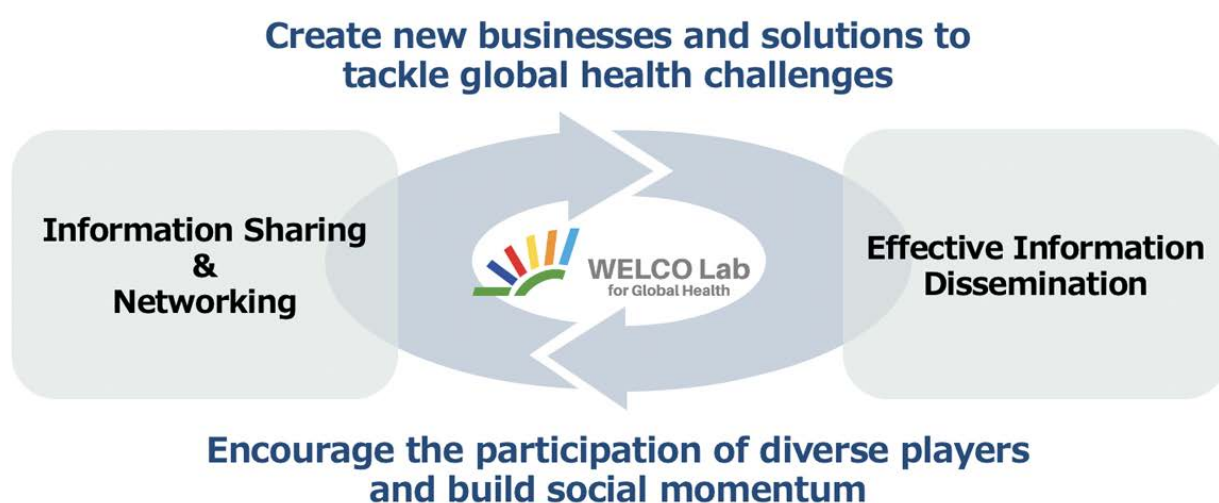 Create new businesses and solutions to
tackle global health challenges
Information Sharing
&
Networking
WELCO Lab
for Global Health
Effective Information
Dissemination
Encourage the participation of diverse players
and build social momentum